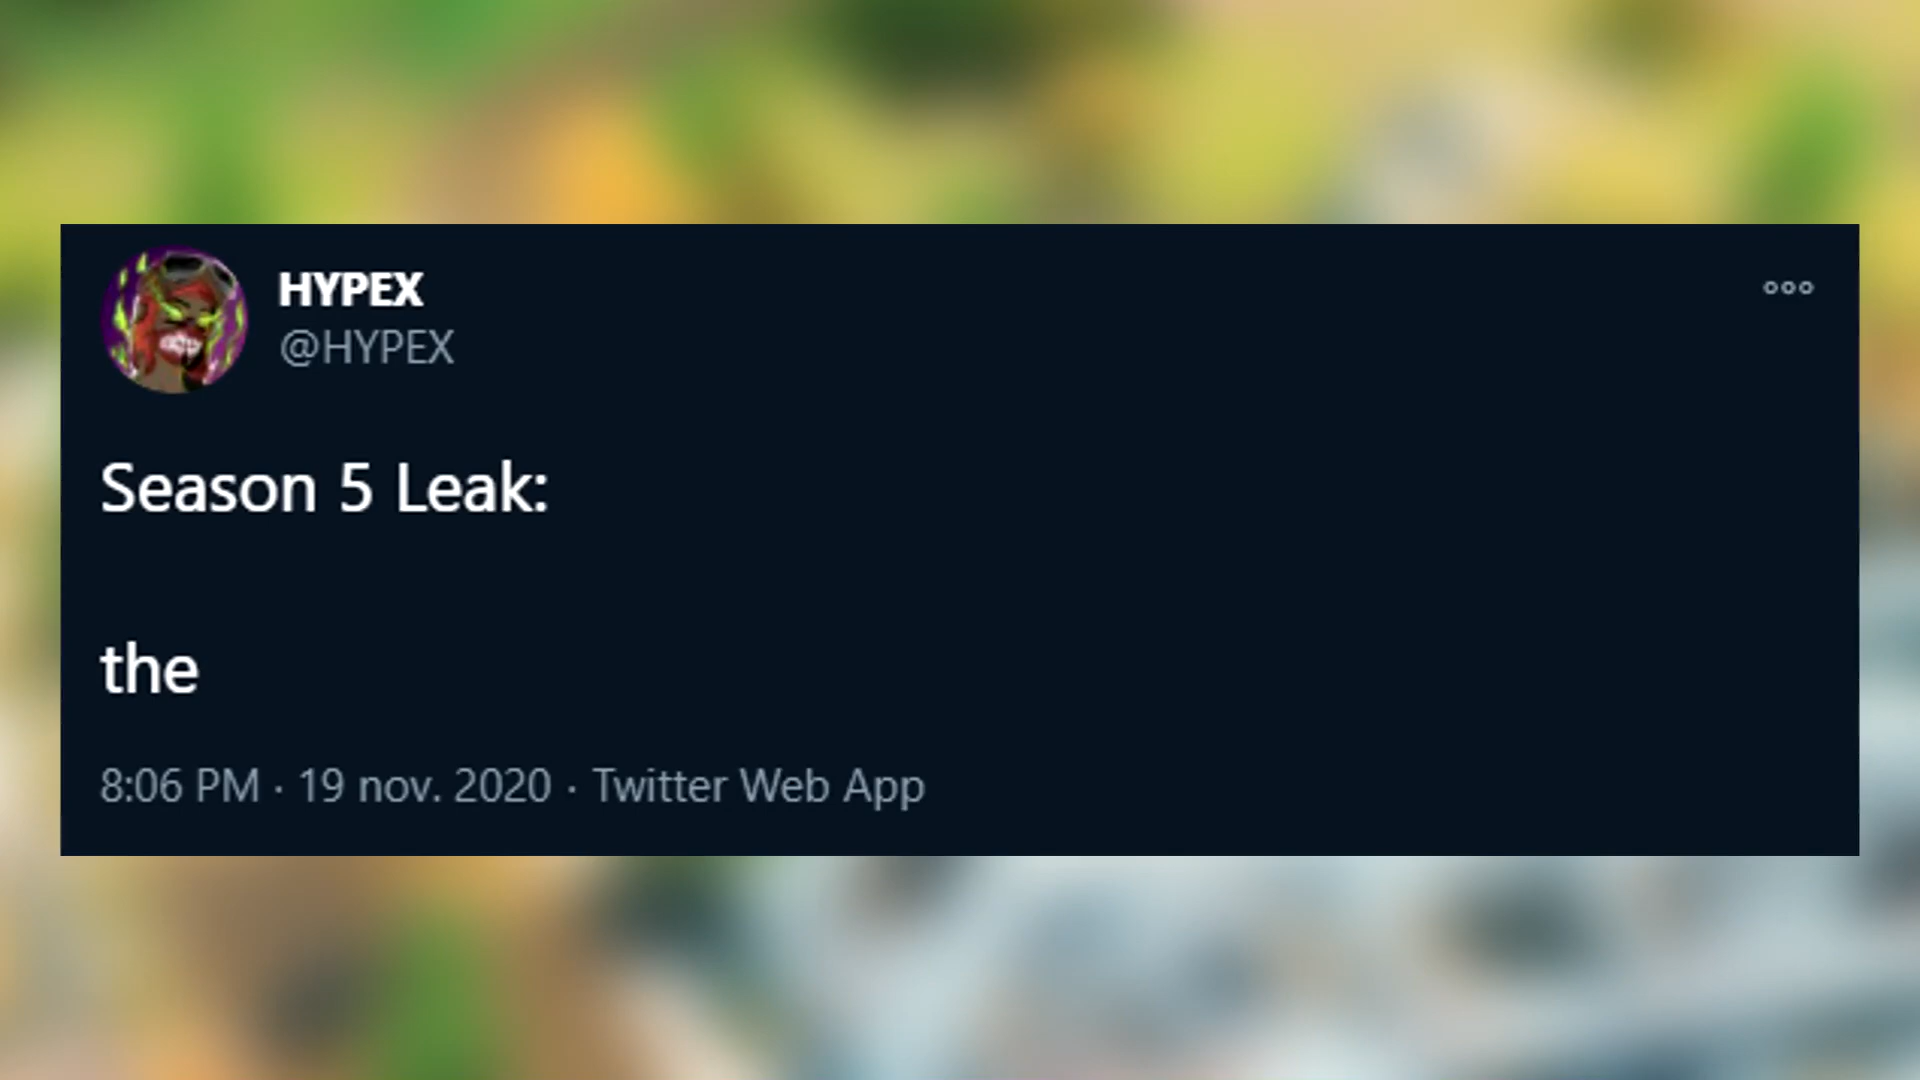 HYPEX
@HYPEX
Season 5 Leak:
the
8:06 PM · 19 nov. 2020 · Twitter Web App